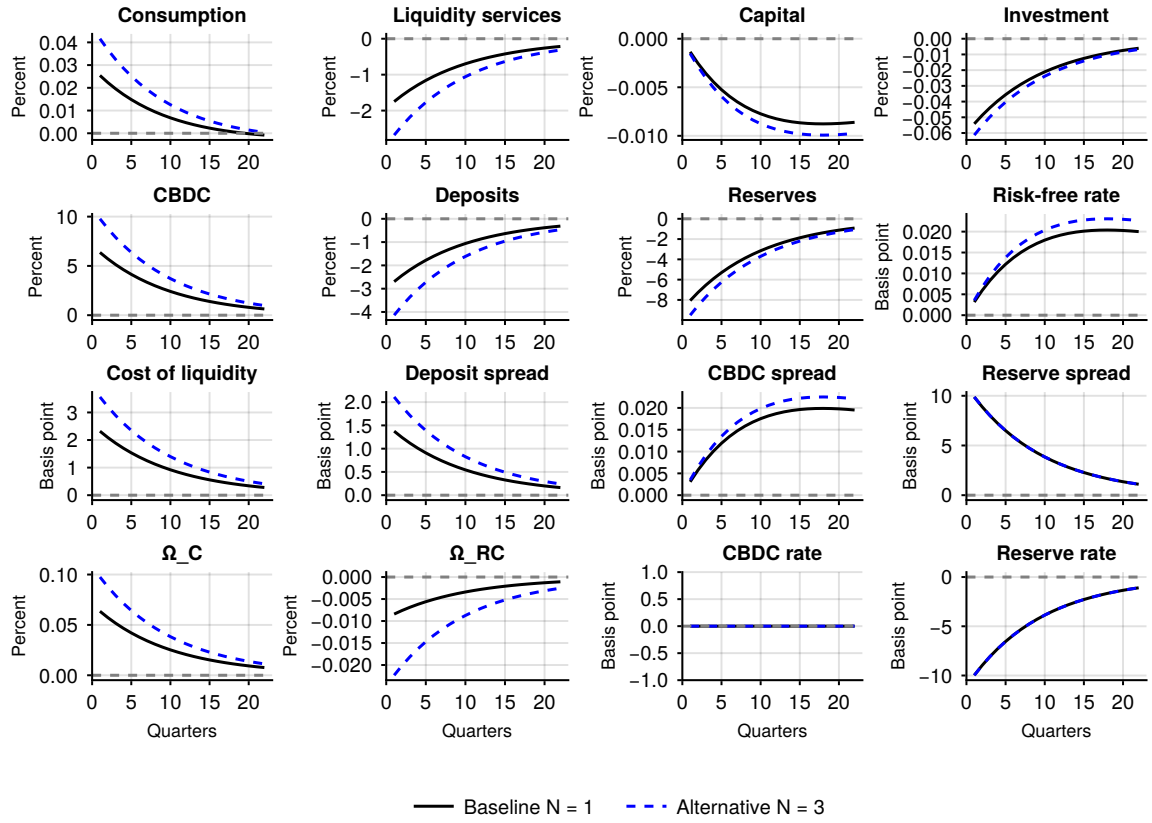 Consumption
Percent
0.04
0.03
0.02
0.01
0.00
0 5 10 15 20
Liquidity services
Percent
0
−1
−2
0 5 10 15 20
Capital
Percent
0.000
−0.005
−0.010
0 5 10 15 20
Investment
Percent
0.00
−0.01
−0.02
−0.03
−0.04
−0.05
−0.06
0 5 10 15 20
CBDC
Percent
10
5
0
0 5 10 15 20
Deposits
Percent
0
−1
−2
−3
−4
0 5 10 15 20
Reserves
Percent
0
−2
−4
−6
−8
0 5 10 15 20
Risk-free rate
Basis point
0.020
0.015
0.010
0.005
0.000
0 5 10 15 20
Cost of liquidity
Basis point
3
2
1
0
0 5 10 15 20
Deposit spread
Basis point
2.0
1.5
1.0
0.5
0.0
0 5 10 15 20
CBDC spread
Basis point
0.020
0.015
0.010
0.005
0.000
0 5 10 15 20
Reserve spread
Basis point
10
5
0
0 5 10 15 20
Ω_C
Percent
0.10
0.05
0.00
0 5 10 15 20
Quarters
Ω_RC
Percent
0.000
−0.005
−0.010
−0.015
−0.020
0 5 10 15 20
Quarters
CBDC rate
Basis point
1.0
0.5
0.0
−0.5
−1.0
0 5 10 15 20
Quarters
Reserve rate
Basis point
0
−5
−10
0 5 10 15 20
Quarters
Baseline N = 1
Alternative N = 3